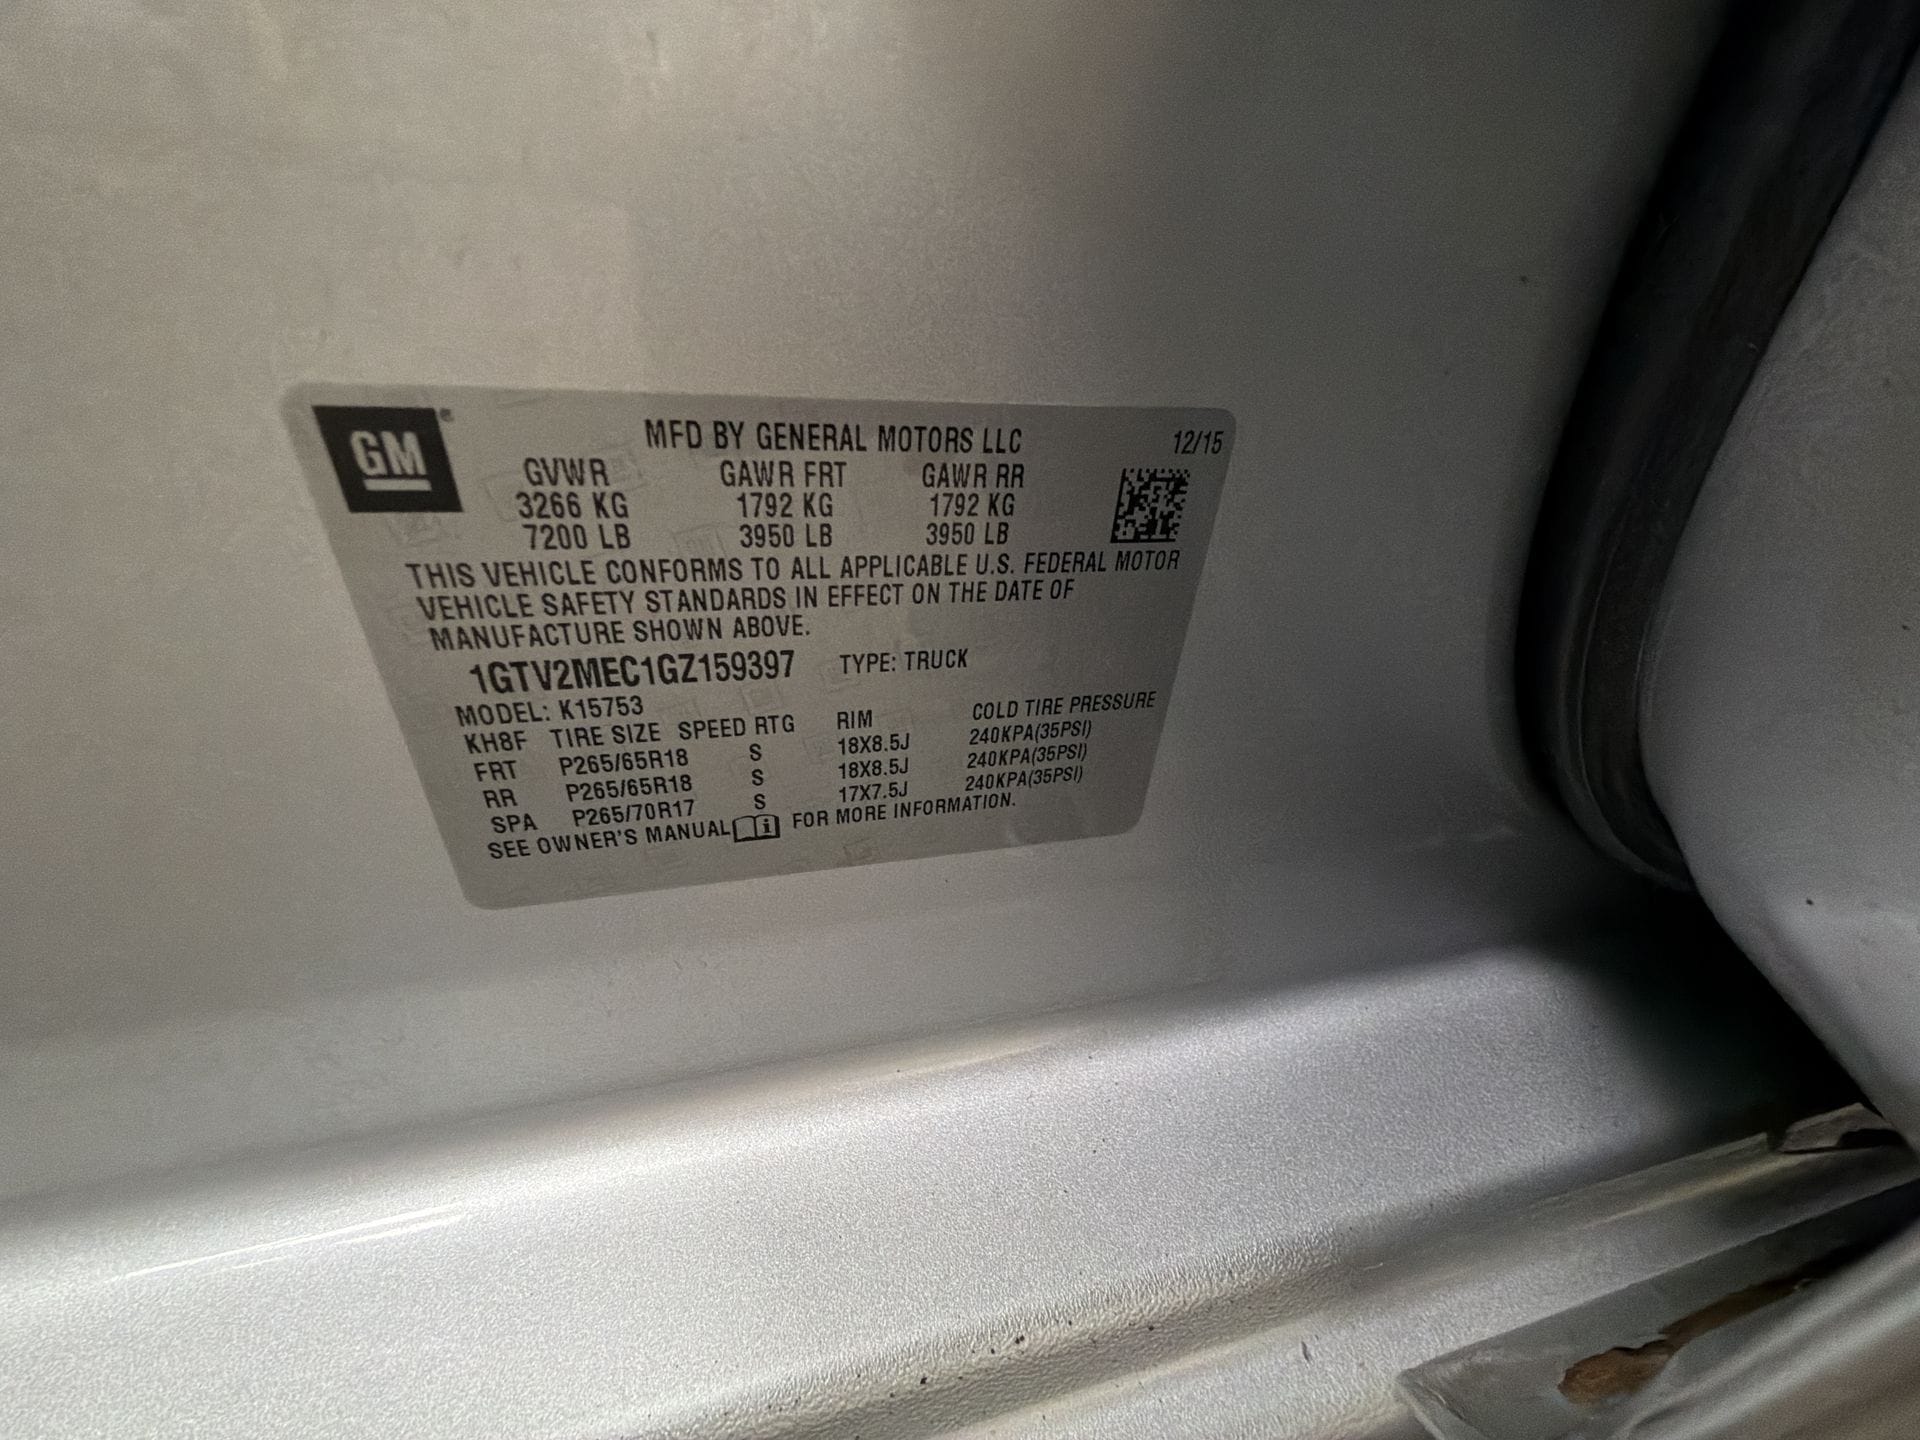 GM®
MFD BY GENERAL MOTORS LLC 12/15
GVWR GAWR FRT GAWR RR
3266 KG 1792 KG 1792 KG
7200 LB 3950 LB 3950 LB
THIS VEHICLE CONFORMS TO ALL APPLICABLE U.S. FEDERAL MOTOR
VEHICLE SAFETY STANDARDS IN EFFECT ON THE DATE OF
MANUFACTURE SHOWN ABOVE.
1GTV2MEC1GZ159397 TYPE: TRUCK
MODEL: K15753
KH8F TIRE SIZE SPEED RTG RIM COLD TIRE PRESSURE
FRT P265/65R18 S 18X8.5J 240KPA(35PSI)
RR P265/65R18 S 18X8.5J 240KPA(35PSI)
SPA P265/70R17 S 17X7.5J 240KPA(35PSI)
SEE OWNER'S MANUAL i FOR MORE INFORMATION.